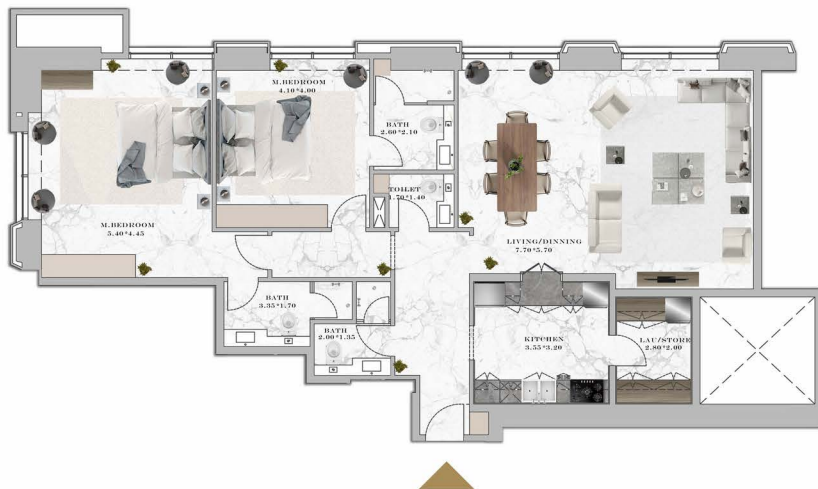 M.BEDROOM
4.10*4.00
BATH
2.60*2.10
TOILET
1.70*1.40
M.BEDROOM
5.40*4.45
LIVING/DINNING
7.70*5.70
BATH
3.35*1.70
BATH
2.00*1.35
KITCHEN
3.55*3.20
LAU/STORE
2.80*2.00